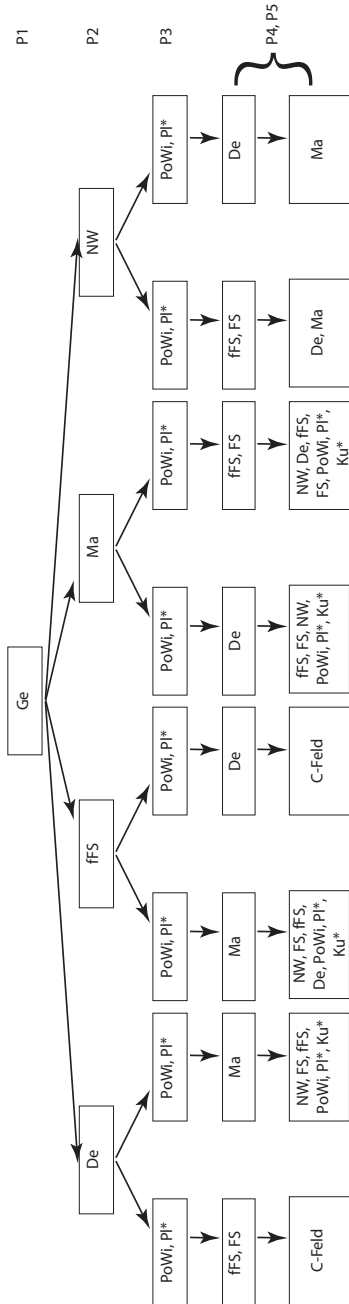 Ge
P1
De
fFS
Ma
NW
P2
PoWi, Pl*
PoWi, Pl*
PoWi, Pl*
PoWi, Pl*
PoWi, Pl*
PoWi, Pl*
PoWi, Pl*
PoWi, Pl*
P3
fFS, FS
Ma
Ma
De
De
fFS, FS
fFS, FS
De
P4, P5
C-Feld
NW, FS, fFS,
PoWi, Pl*, Ku*
NW, FS, fFS,
De, PoWi, Pl*,
Ku*
C-Feld
fFS, FS, NW,
PoWi, Pl*, Ku*
NW, De, fFS,
FS, PoWi, Pl*,
Ku*
De, Ma
Ma